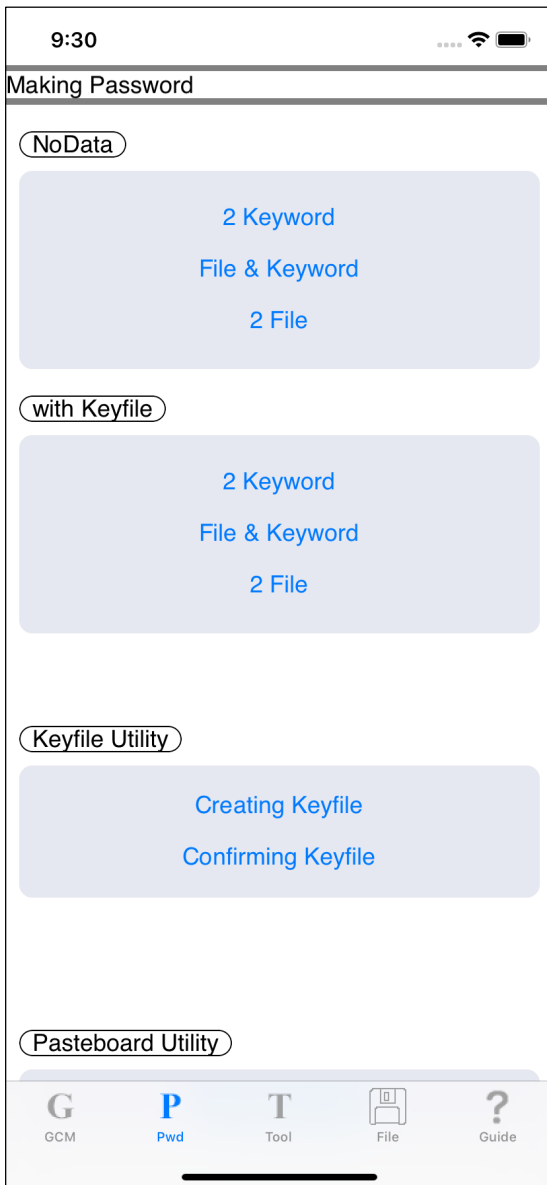 9:30
Making Password
NoData
2 Keyword
File & Keyword
2 File
with Keyfile
2 Keyword
File & Keyword
2 File
Keyfile Utility
Creating Keyfile
Confirming Keyfile
Pasteboard Utility
G P T ?
GCM Pwd Tool File Guide